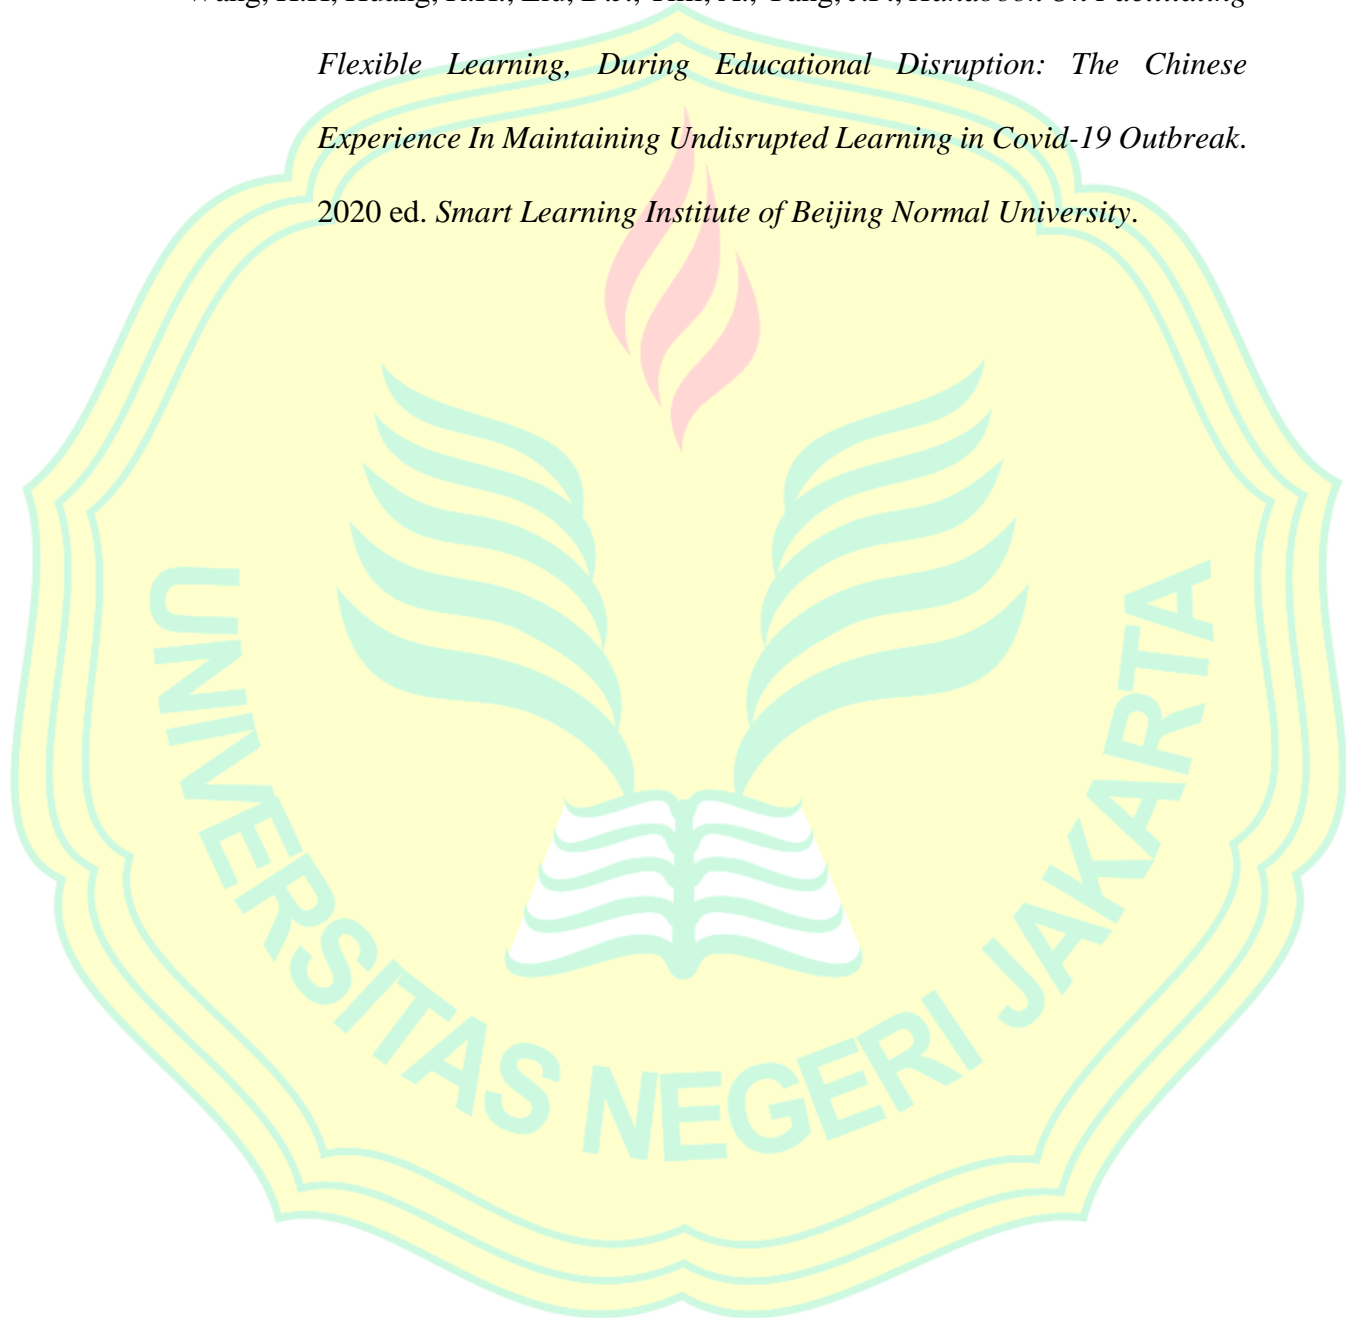 Flexible Learning, During Educational Disruption: The Chinese
Experience In Maintaining Undisrupted Learning in Covid-19 Outbreak.
2020 ed. Smart Learning Institute of Beijing Normal University.
UNIVERSITAS NEGERI JAKARTA